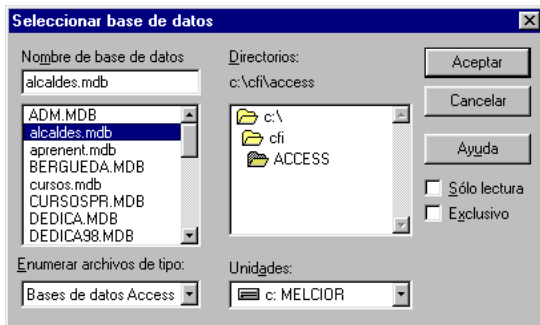 Seleccionar base de datos
Nombre de base de datos
alcaldes.mdb
ADM.MDB
alcaldes.mdb
aprenent.mdb
BERGUEDA.MDB
cursos.mdb
CURSOSPR.MDB
DEDICA.MDB
DEDICA98.MDB
Enumerar archivos de tipo:
Bases de datos Access
Directorios:
c:\cfi\access
c:\
cfi
ACCESS
Unidades:
c: MELCIOR
Aceptar
Cancelar
Ayuda
Sólo lectura
Exclusivo